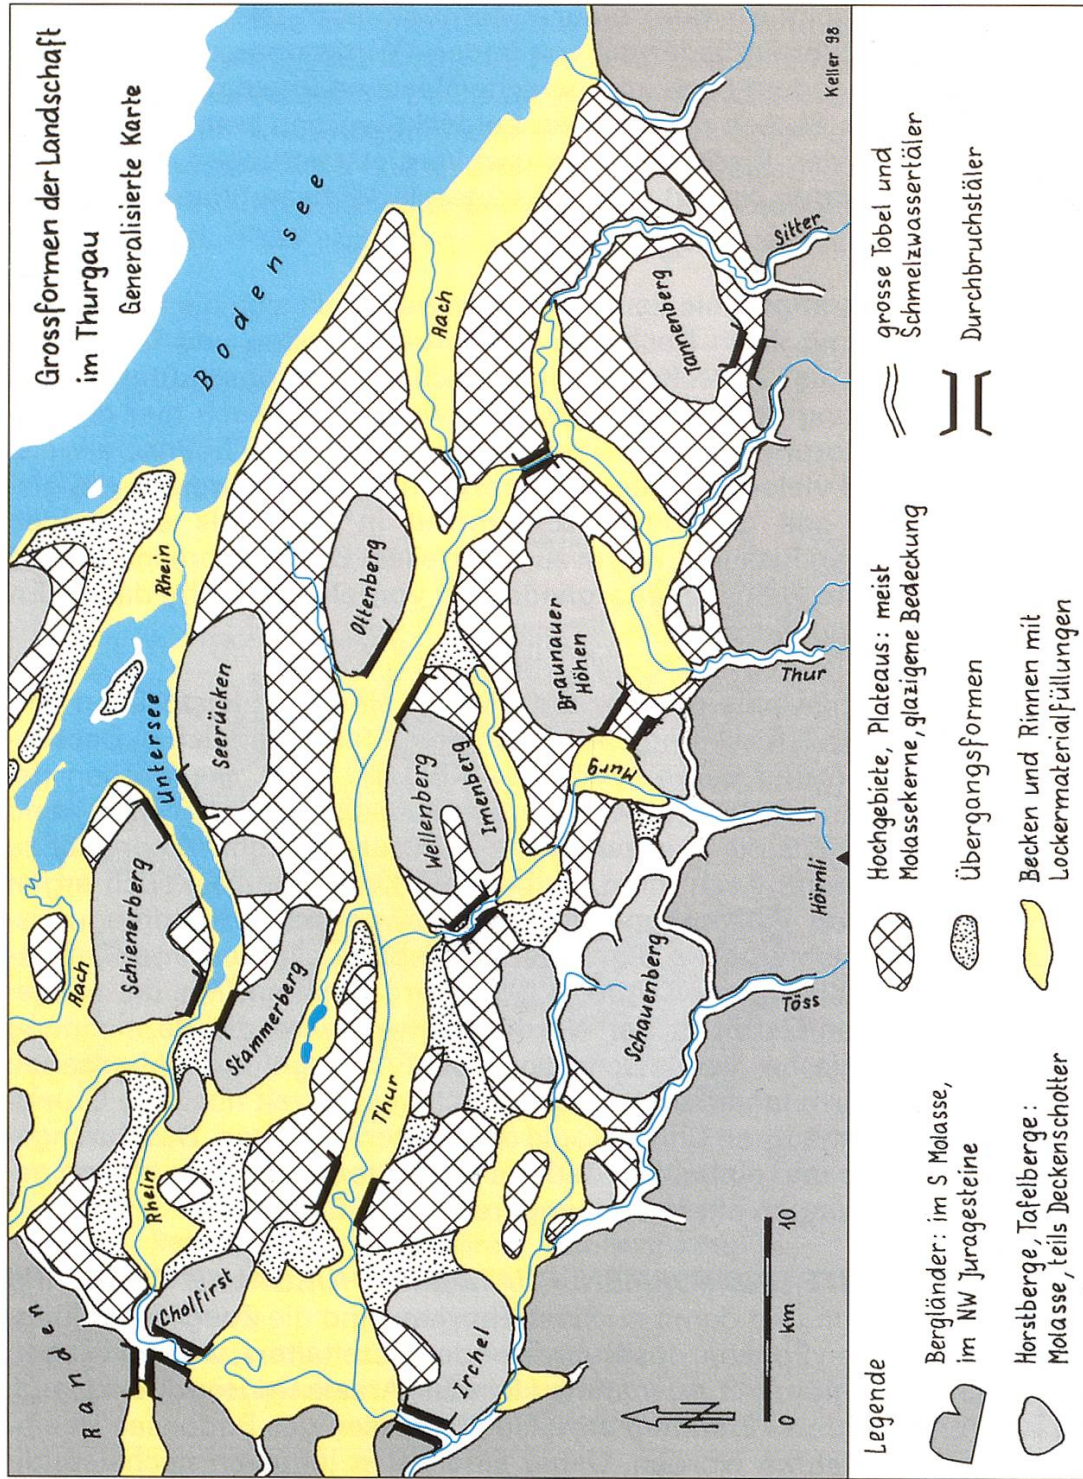 Grossformen der Landschaft
im Thurgau
Generalisierte Karte
Bodensee
Randen
Rhein
Cholfirst
Irchel
Thur
Aach
Schienerberg
Stammerberg
Untersee
Seerücken
Rhein
Ottenberg
Wellenberg
Imenberg
Braunauer
Höhen
Murg
Aach
Tannenberg
Sitter
Thur
Hörnli
Schauenberg
Töss
N
0
10
km
Keller 98
Legende
Bergländer: im S Molasse,
im NW Juragesteine
Horstberge, Tafelberge:
Molasse, teils Deckenschotter
Hochgebiete, Plateaus: meist
Molassekerne, glazigene Bedeckung
Übergangsformen
Becken und Rinnen mit
Lockermaterialfüllungen
grosse Tobel und
Schmelzwassertäler
Durchbruchstäler